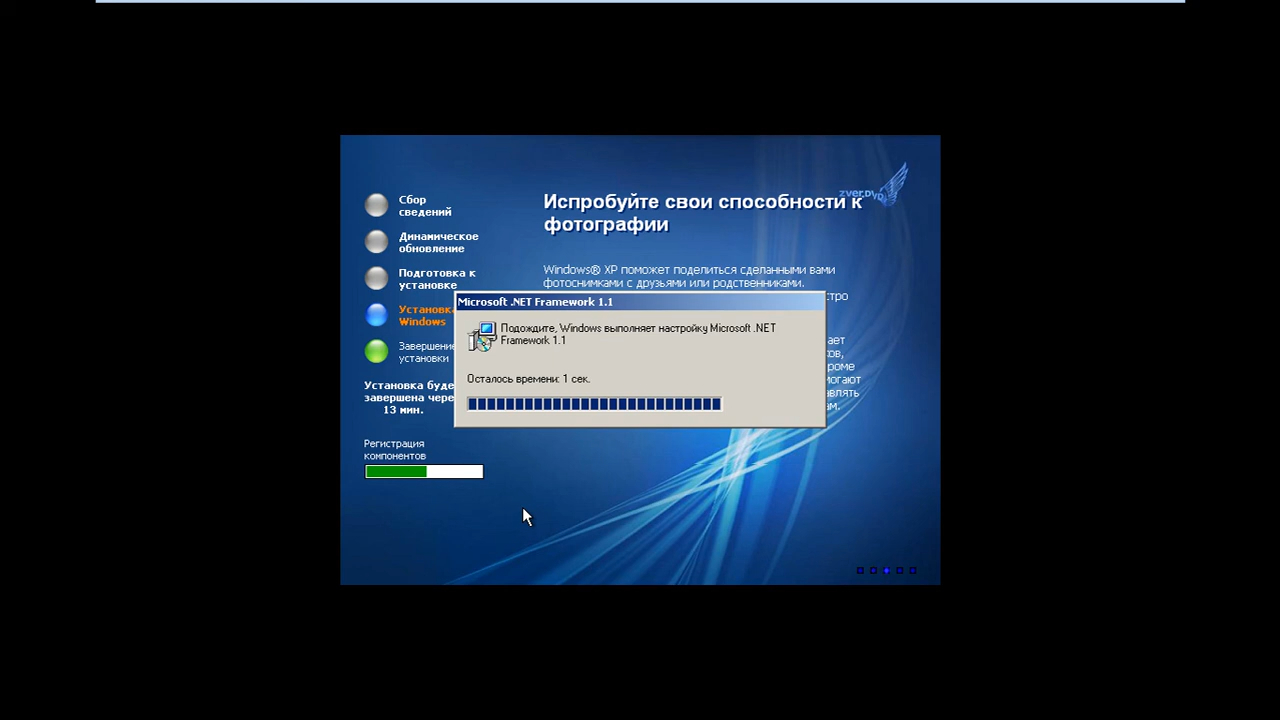 Сбор
сведений
Динамическое
обновление
Подготовка к
установке
Установка
Windows
Завершение
установки
Установка буде
завершена чере
13 мин.
Регистрация
компонентов
zver.DVD
Испробуйте свои способности к
фотографии
Windows® XP поможет поделиться сделанными вами
фотоснимками с друзьями или родственниками.
Microsoft .NET Framework 1.1
Подождите, Windows выполняет настройку Microsoft .NET
Framework 1.1
Осталось времени: 1 сек.